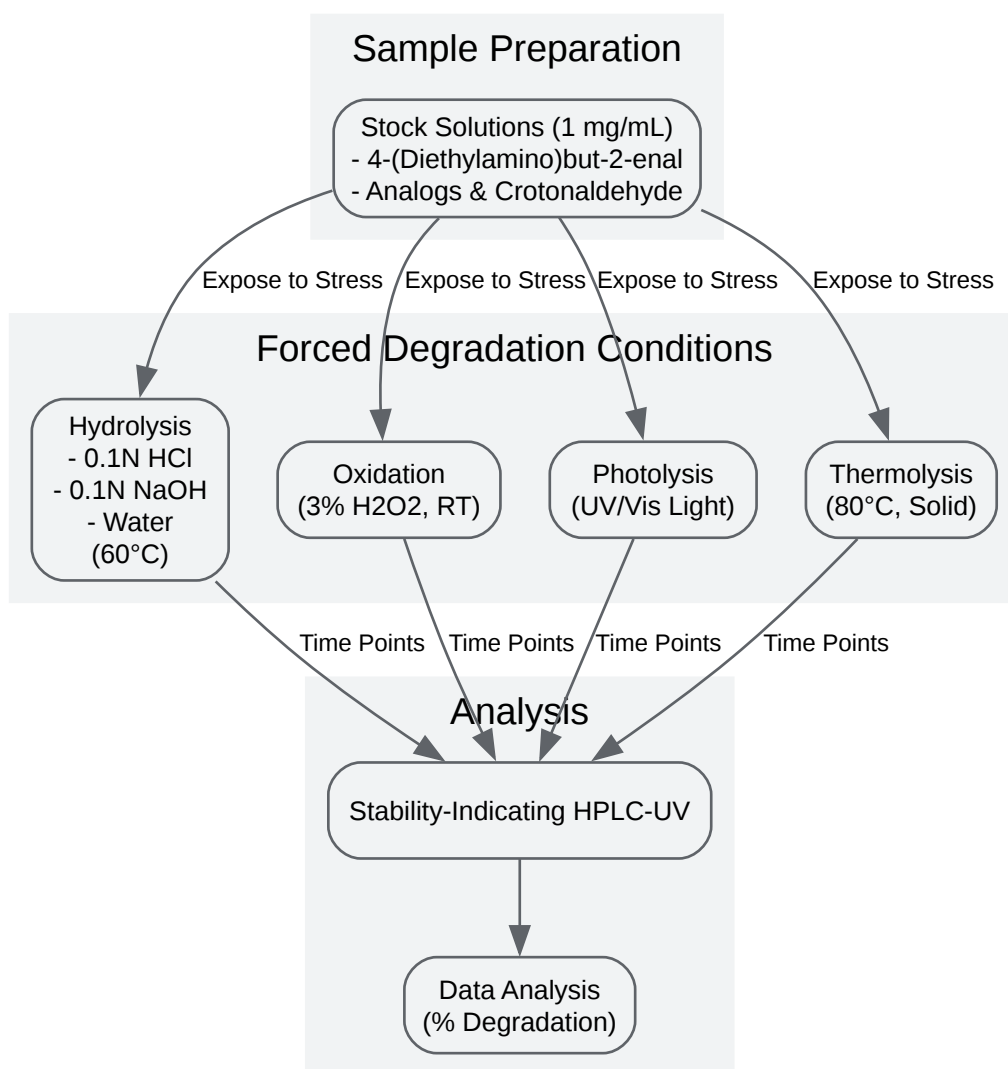 Sample Preparation
Stock Solutions (1 mg/mL)
- 4-(Diethylamino)but-2-enal
- Analogs & Crotonaldehyde
Expose to Stress
Expose to Stress
Expose to Stress
Expose to Stress
Forced Degradation Conditions
Hydrolysis
- 0.1N HCl
- 0.1N NaOH
- Water
(60°C)
Oxidation
(3% H2O2, RT)
Photolysis
(UV/Vis Light)
Thermolysis
(80°C, Solid)
Time Points
Time Points
Time Points
Time Points
Analysis
Stability-Indicating HPLC-UV
Data Analysis
(% Degradation)